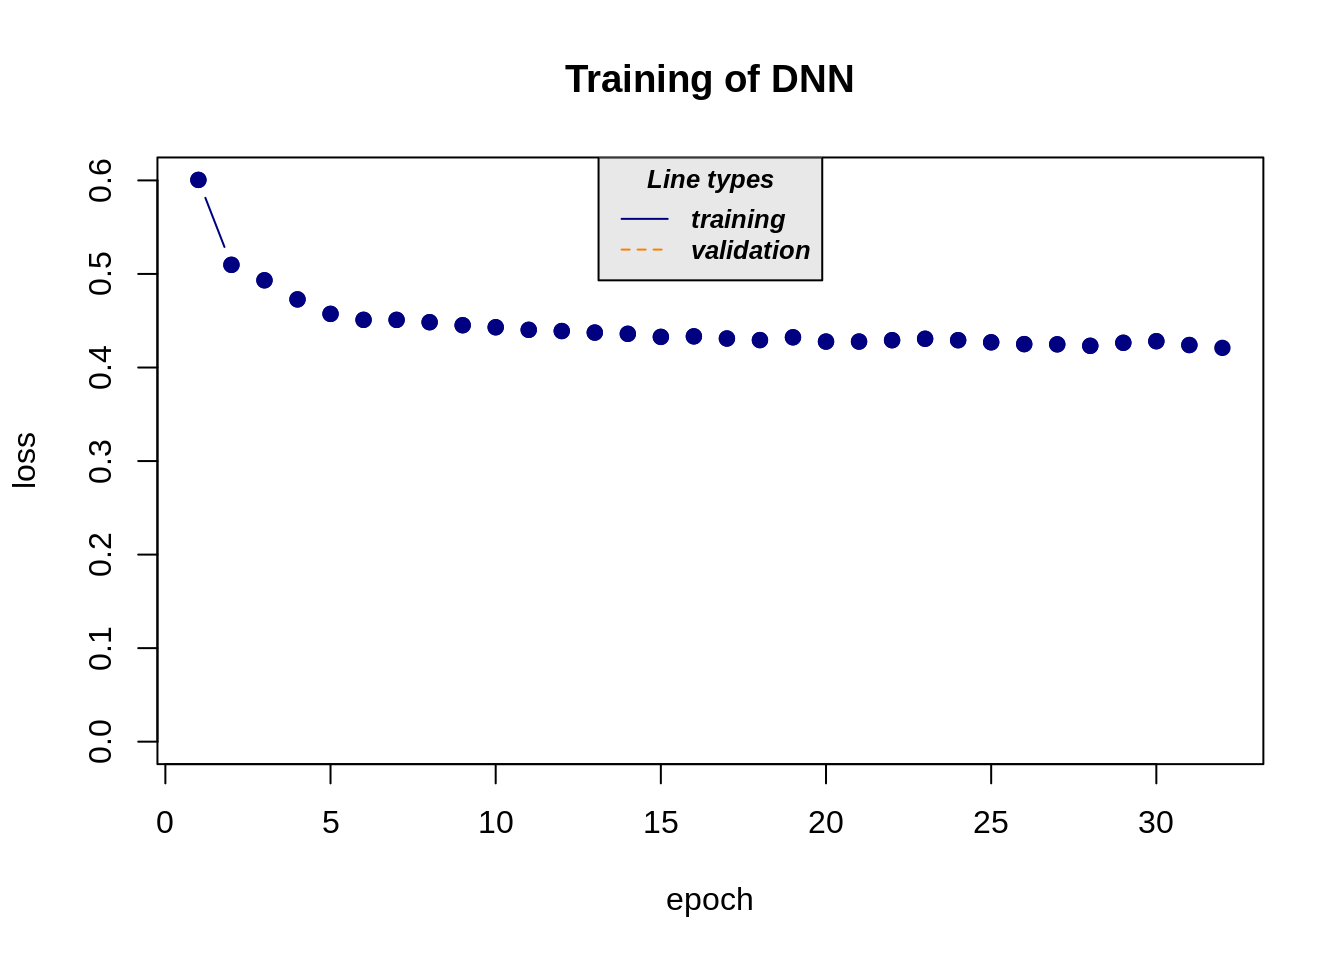 Training of DNN
Line types
training
validation
0.6
0.5
0.4
0.3
0.2
0.1
0.0
loss
0 5 10 15 20 25 30
epoch